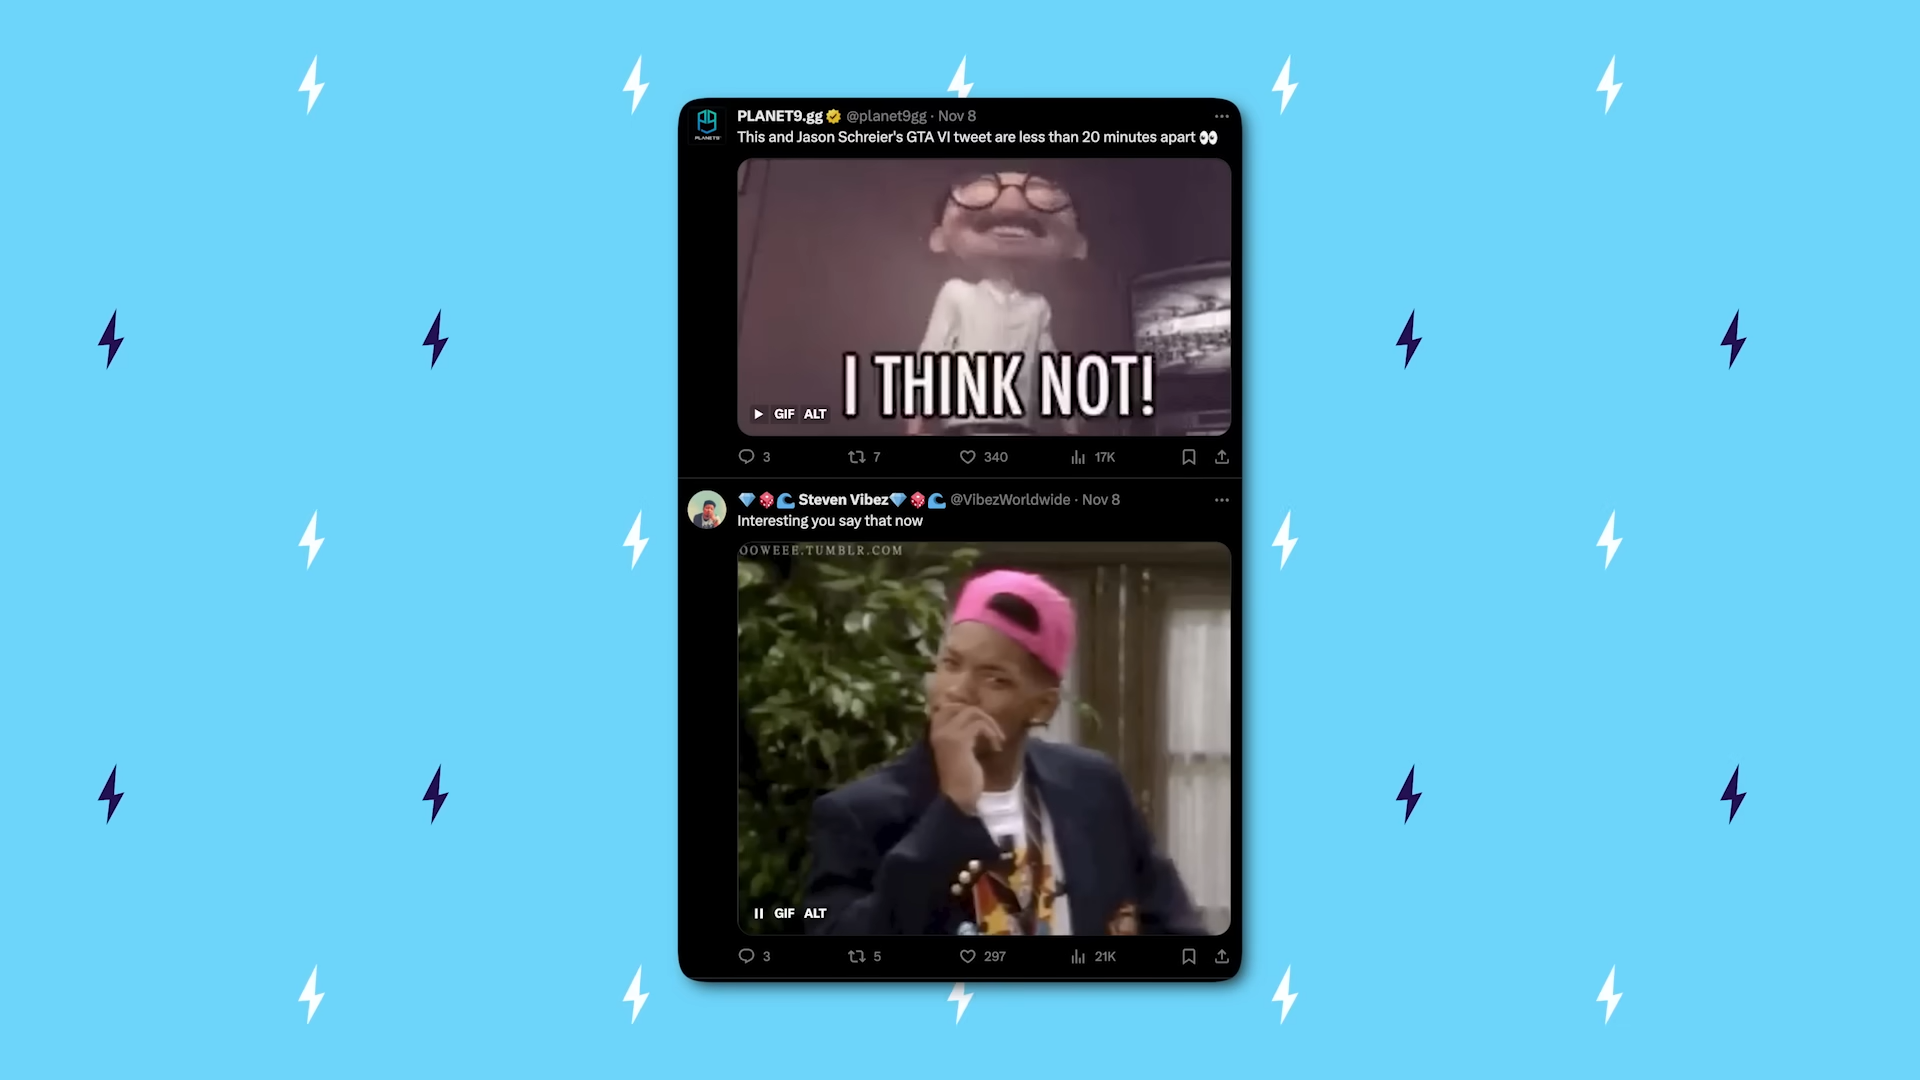 PLANET9.gg @planet9gg · Nov 8
This and Jason Schreier's GTA VI tweet are less than 20 minutes apart 👀
PLANET9
I THINK NOT!
GIF ALT
3 7 340 17K
💎🎲🌊 Steven Vibez💎🎲🌊 @VibezWorldwide · Nov 8
Interesting you say that now
OOWEEE.TUMBLR.COM
GIF ALT
3 5 297 21K